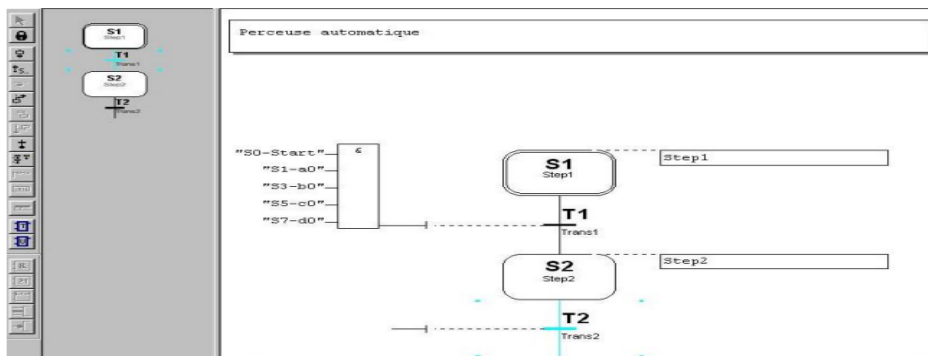 S1
Step1
T1
Trans1
S2
Step2
T2
Trans2
Perceuse automatique
"S0-Start"
&
"S1-a0"
"S3-b0"
"S5-c0"
"S7-d0"
S1
Step1
Step1
T1
Trans1
S2
Step2
Step2
T2
Trans2